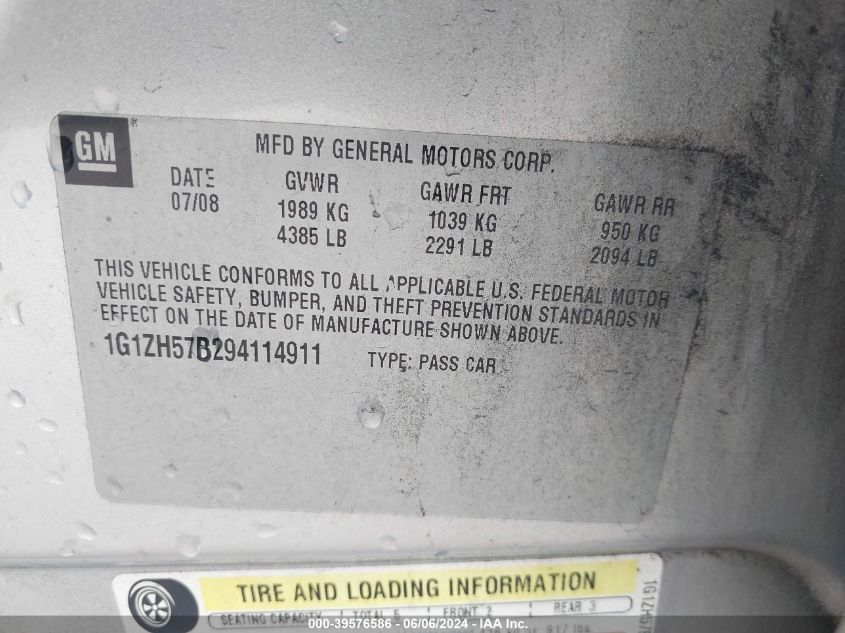 GM
MFD BY GENERAL MOTORS CORP.
DATE GVWR GAWR FRT GAWR RR
07/08 1989 KG 1039 KG 950 KG
4385 LB 2291 LB 2094 LB
THIS VEHICLE CONFORMS TO ALL APPLICABLE U.S. FEDERAL MOTOR
VEHICLE SAFETY, BUMPER, AND THEFT PREVENTION STANDARDS IN
EFFECT ON THE DATE OF MANUFACTURE SHOWN ABOVE.
1G1ZH57B294114911 TYPE: PASS CAR
TIRE AND LOADING INFORMATION
SEATING CAPACITY TOTAL 5 FRONT 2 REAR 3
000-39576586 - 06/06/2024 - IAA Inc.